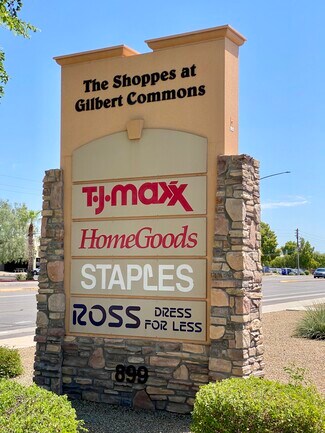 The Shoppes at
Gilbert Commons
T·J·maxx
HomeGoods
STAPLES
ROSS DRESS
FOR LESS
899